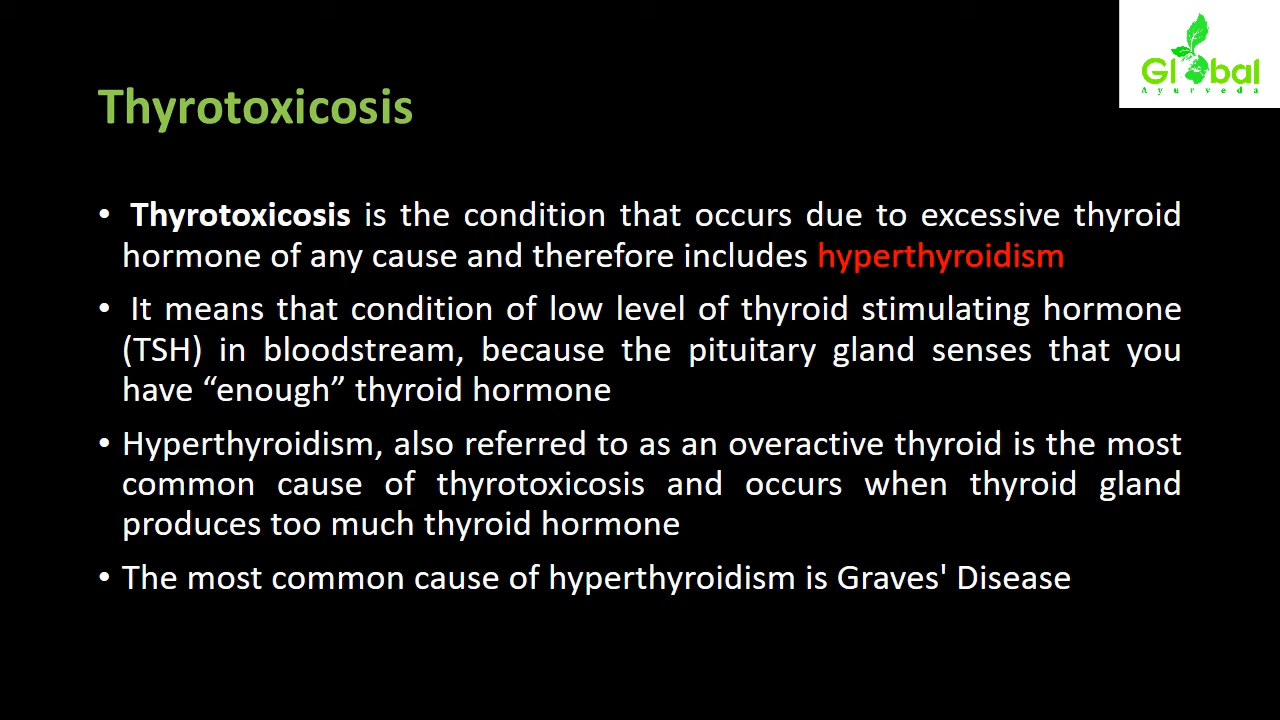 Global
Ayurveda
Thyrotoxicosis
• Thyrotoxicosis is the condition that occurs due to excessive thyroid
hormone of any cause and therefore includes hyperthyroidism
• It means that condition of low level of thyroid stimulating hormone
(TSH) in bloodstream, because the pituitary gland senses that you
have “enough” thyroid hormone
• Hyperthyroidism, also referred to as an overactive thyroid is the most
common cause of thyrotoxicosis and occurs when thyroid gland
produces too much thyroid hormone
• The most common cause of hyperthyroidism is Graves' Disease